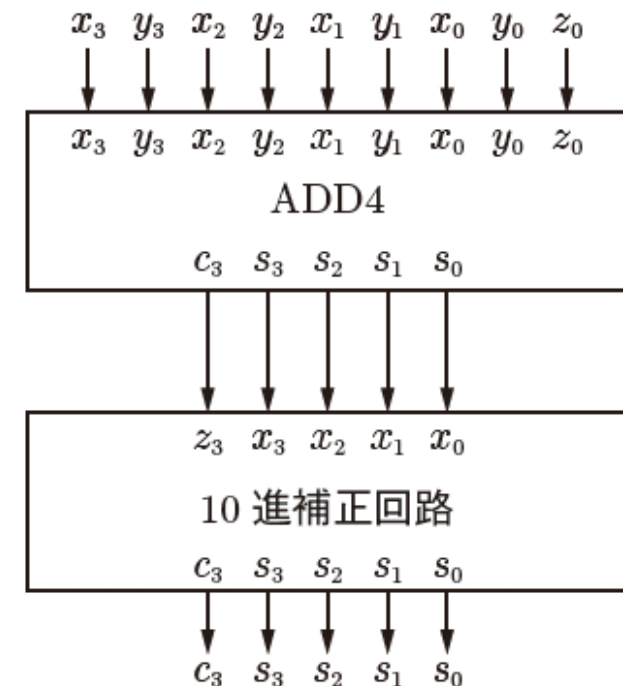 x₃ y₃ x₂ y₂ x₁ y₁ x₀ y₀ z₀
x₃ y₃ x₂ y₂ x₁ y₁ x₀ y₀ z₀
ADD4
c₃ s₃ s₂ s₁ s₀
z₃ x₃ x₂ x₁ x₀
10 進補正回路
c₃ s₃ s₂ s₁ s₀
c₃ s₃ s₂ s₁ s₀